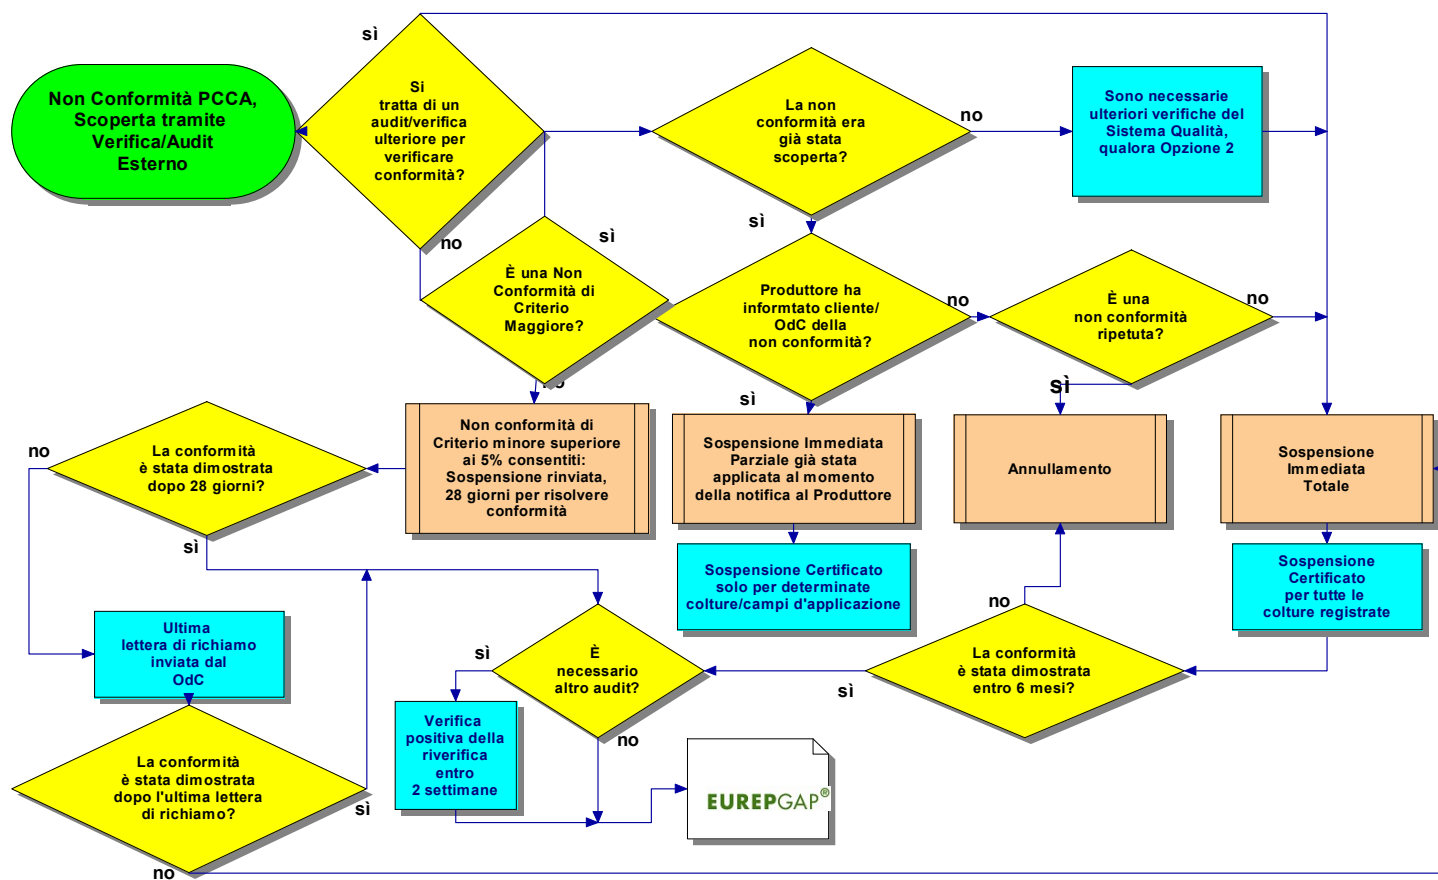 Non Conformità PCCA,
Scoperta tramite
Verifica/Audit
Esterno
sì
Si
tratta di un
audit/verifica
ulteriore per
verificare
conformità?
no
La non
conformità era
già stata
scoperta?
no
Sono necessarie
ulteriori verifiche del
Sistema Qualità,
qualora Opzione 2
sì
È una Non
Conformità di
Criterio
Maggiore?
sì
no
Produttore ha
informtato cliente/
OdC della
non conformità?
no
sì
È una
non conformità
ripetuta?
no
sì
La conformità
è stata dimostrata
dopo 28 giorni?
no
sì
Non conformità di
Criterio minore superiore
ai 5% consentiti:
Sospensione rinviata,
28 giorni per risolvere
conformità
Sospensione Immediata
Parziale già stata
applicata al momento
della notifica al Produttore
Annullamento
Sospensione
Immediata
Totale
Sospensione Certificato
solo per determinate
colture/campi d'applicazione
Sospensione
Certificato
per tutte le
colture registrate
Ultima
lettera di richiamo
inviata dal
OdC
È
necessario
altro audit?
sì
no
La conformità
è stata dimostrata
entro 6 mesi?
no
sì
Verifica
positiva della
riverifica
entro
2 settimane
La conformità
è stata dimostrata
dopo l'ultima lettera
di richiamo?
sì
no
EUREPGAP®